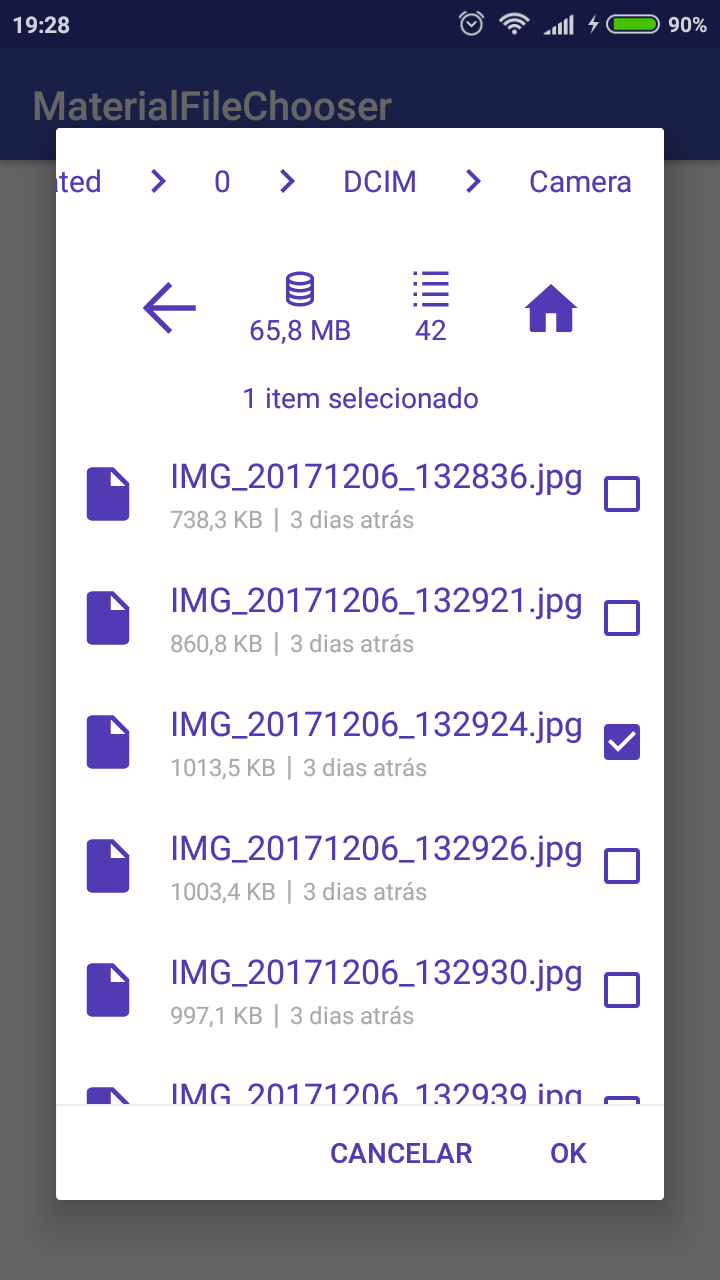 19:28 90%
MaterialFileChooser
ated > 0 > DCIM > Camera
65,8 MB 42
1 item selecionado
IMG_20171206_132836.jpg
738,3 KB | 3 dias atrás
IMG_20171206_132921.jpg
860,8 KB | 3 dias atrás
IMG_20171206_132924.jpg
1013,5 KB | 3 dias atrás
IMG_20171206_132926.jpg
1003,4 KB | 3 dias atrás
IMG_20171206_132930.jpg
997,1 KB | 3 dias atrás
IMG_20171206_132939.jpg
CANCELAR OK